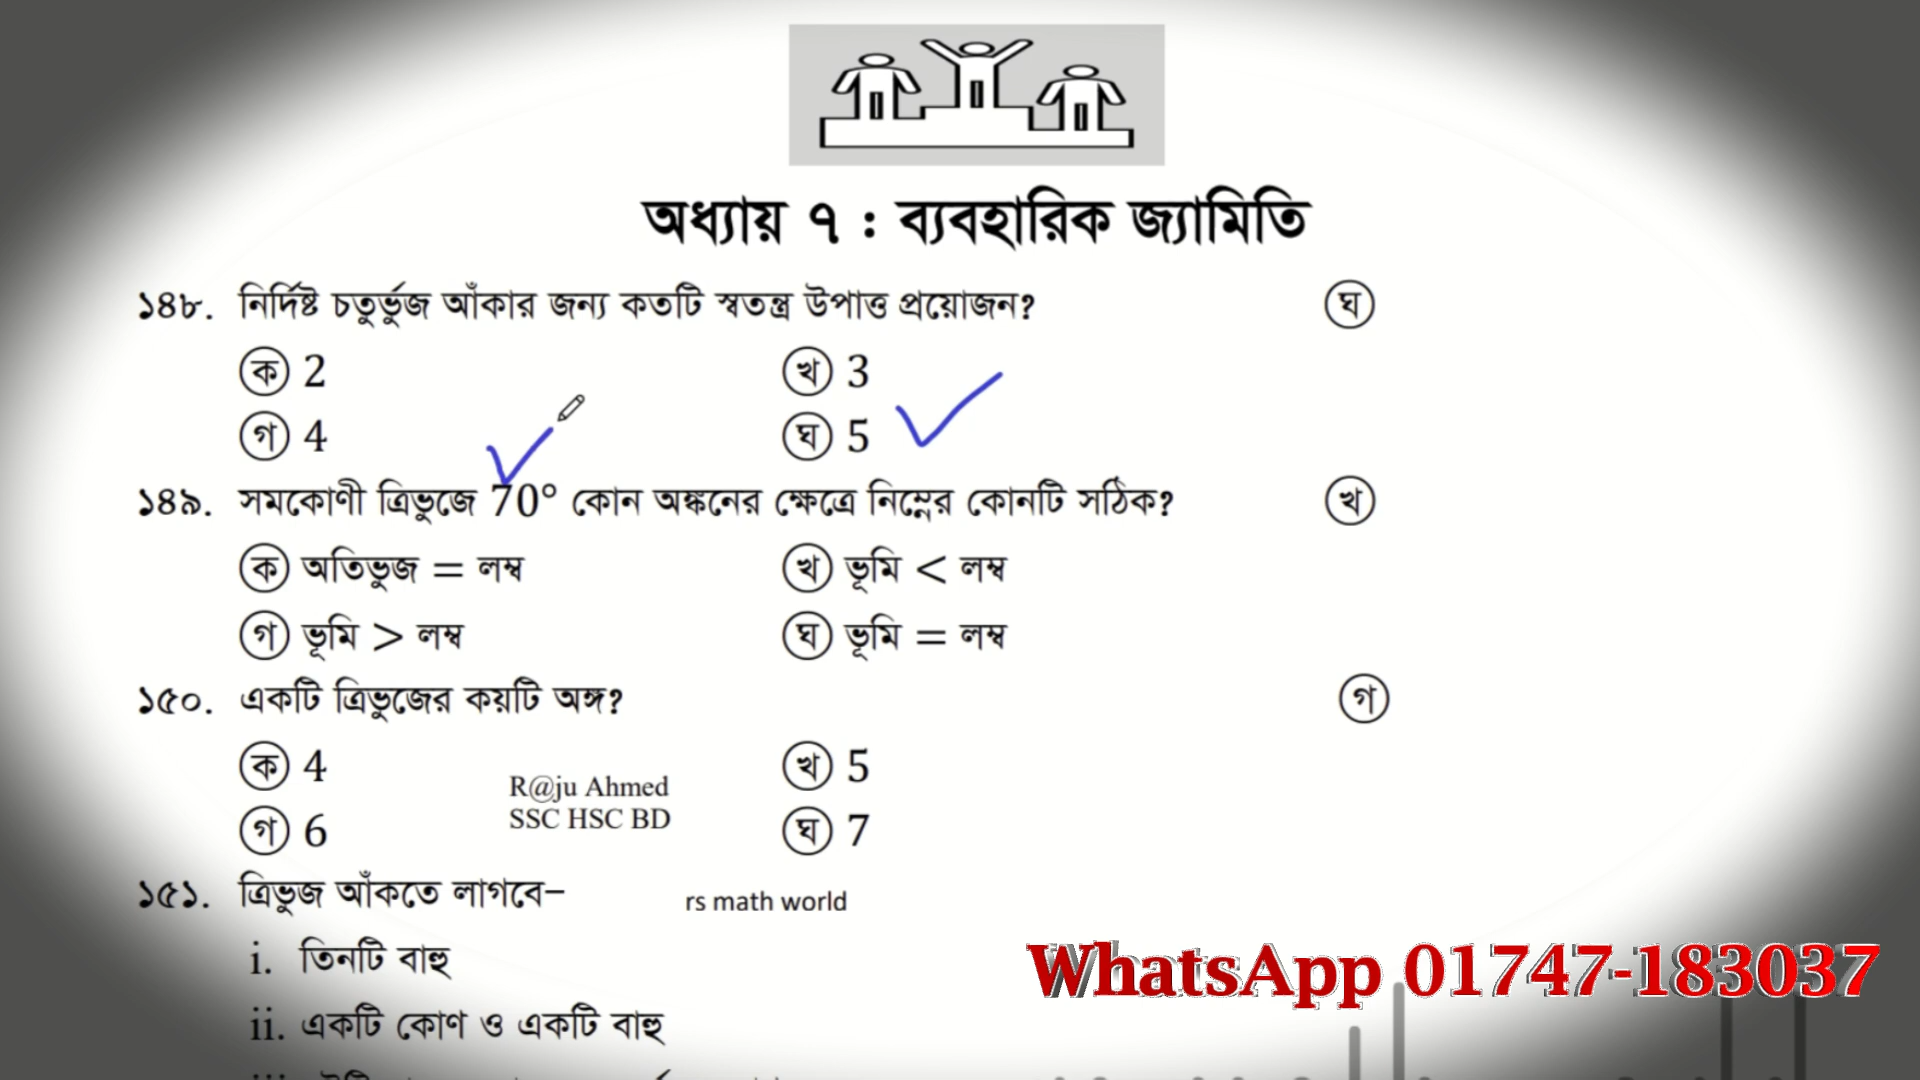 অধ্যায় ৭ : ব্যবহারিক জ্যামিতি
১৪৮. নির্দিষ্ট চতুর্ভুজ আঁকার জন্য কতটি স্বতন্ত্র উপাত্ত প্রয়োজন? ঘ
ক 2 খ 3
গ 4 ঘ 5
১৪৯. সমকোণী ত্রিভুজে 70° কোন অঙ্কনের ক্ষেত্রে নিম্নের কোনটি সঠিক? খ
ক অতিভুজ = লম্ব খ ভূমি < লম্ব
গ ভূমি > লম্ব ঘ ভূমি = লম্ব
১৫০. একটি ত্রিভুজের কয়টি অঙ্গ? গ
ক 4 খ 5
R@ju Ahmed
SSC HSC BD
গ 6 ঘ 7
১৫১. ত্রিভুজ আঁকতে লাগবে–
rs math world
i. তিনটি বাহু
WhatsApp 01747-183037
ii. একটি কোণ ও একটি বাহু